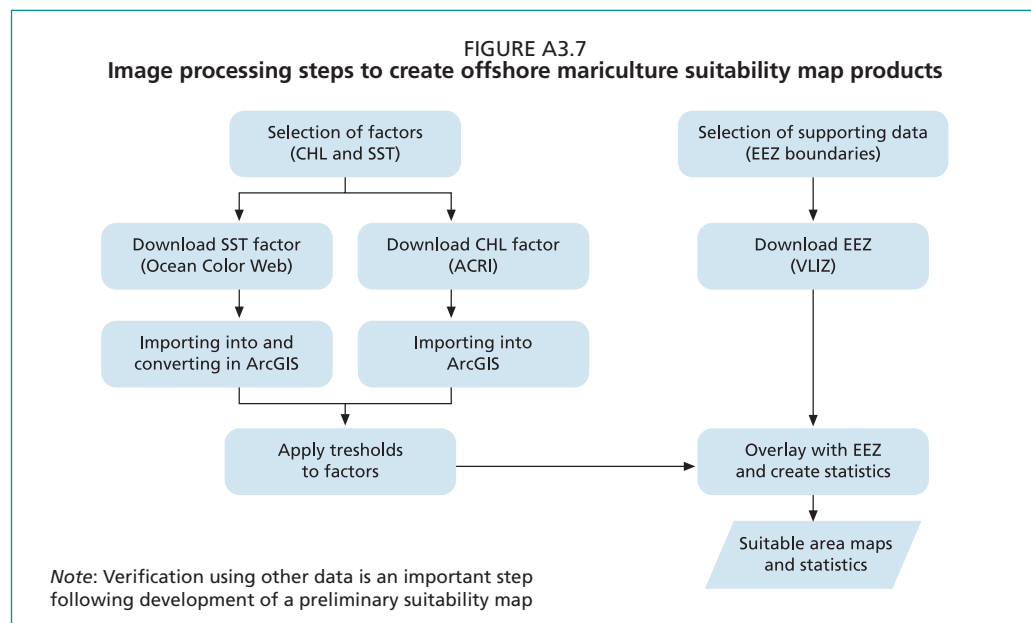 FIGURE A3.7
Image processing steps to create offshore mariculture suitability map products
Selection of factors
(CHL and SST)
Selection of supporting data
(EEZ boundaries)
Download SST factor
(Ocean Color Web)
Download CHL factor
(ACRI)
Download EEZ
(VLIZ)
Importing into and
converting in ArcGIS
Importing into
ArcGIS
Apply tresholds
to factors
Overlay with EEZ
and create statistics
Suitable area maps
and statistics
Note: Verification using other data is an important step
following development of a preliminary suitability map